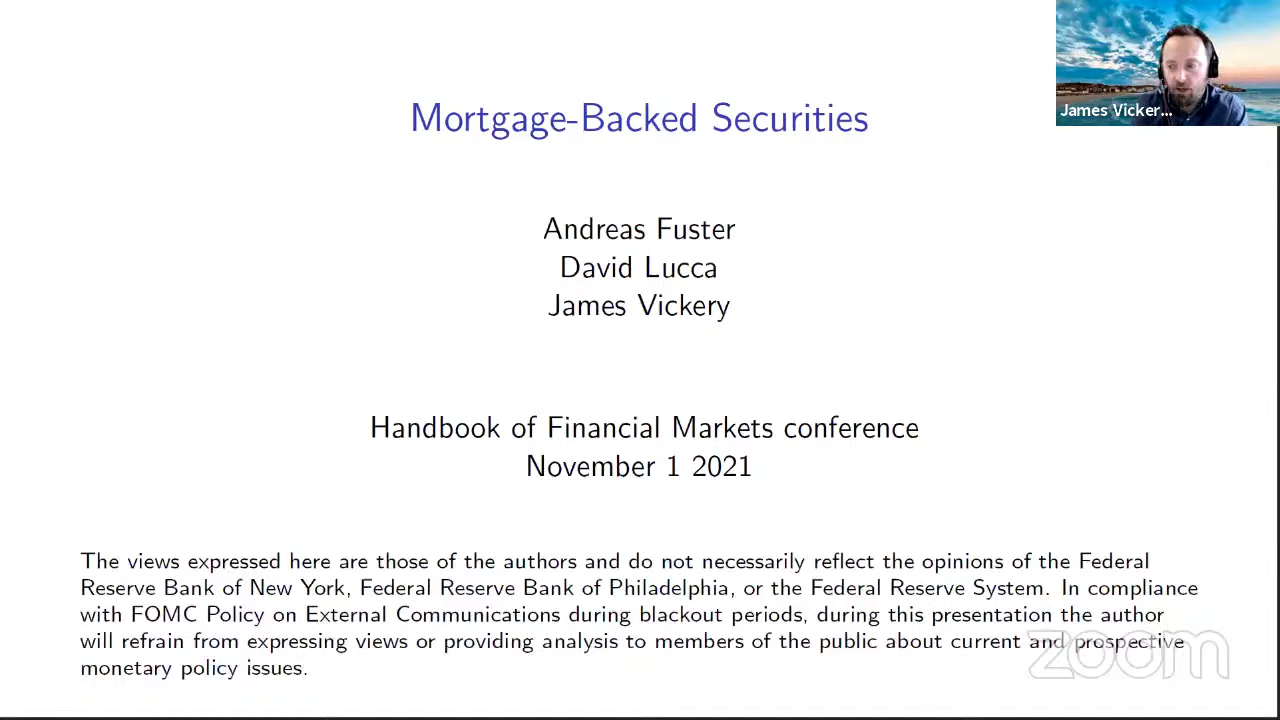 Mortgage-Backed Securities
James Vicker...
Andreas Fuster
David Lucca
James Vickery
Handbook of Financial Markets conference
November 1 2021
The views expressed here are those of the authors and do not necessarily reflect the opinions of the Federal
Reserve Bank of New York, Federal Reserve Bank of Philadelphia, or the Federal Reserve System. In compliance
with FOMC Policy on External Communications during blackout periods, during this presentation the author
will refrain from expressing views or providing analysis to members of the public about current and prospective
monetary policy issues.
zoom